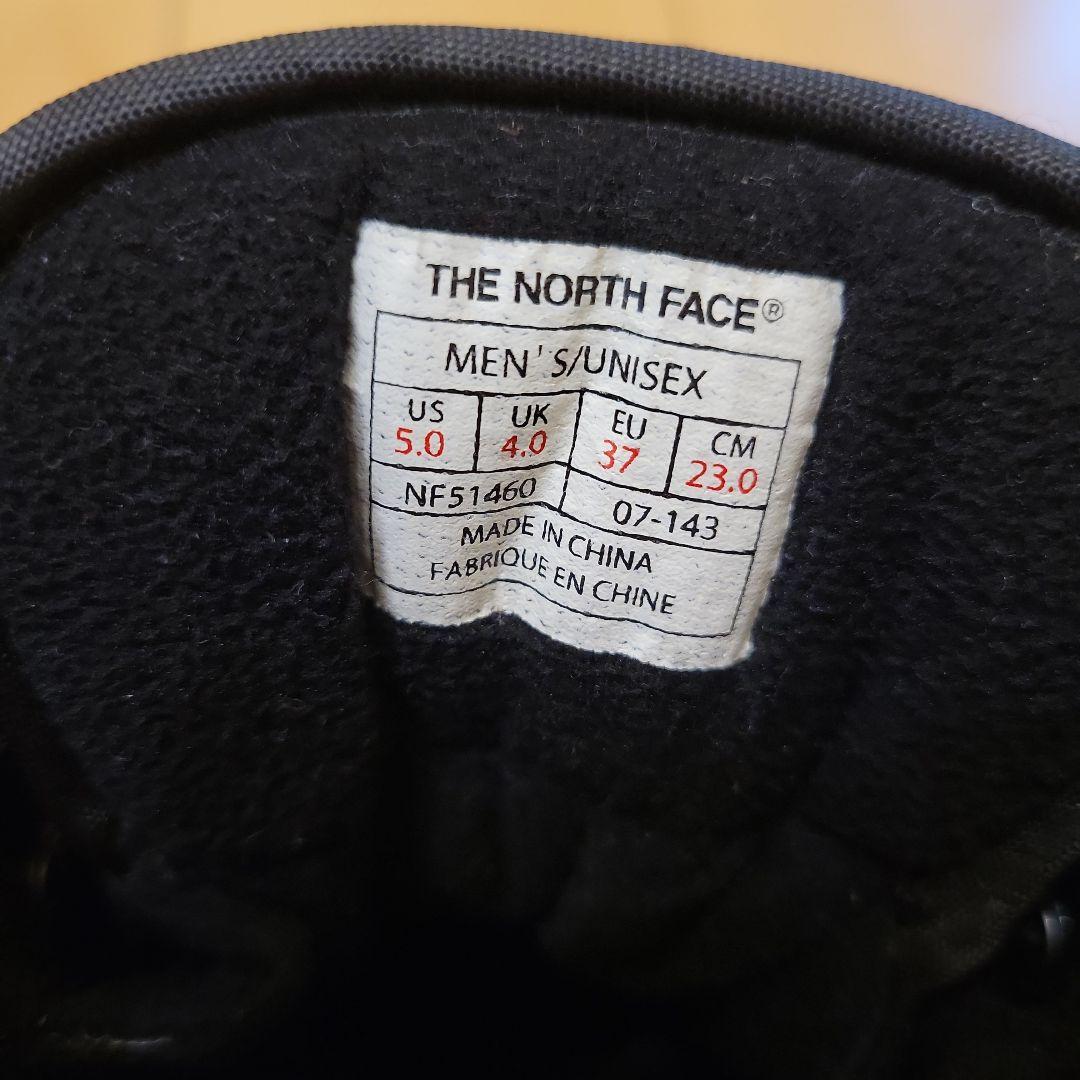 THE NORTH FACE®
MEN'S/UNISEX
US UK EU CM
5.0 4.0 37 23.0
NF51460 07-143
MADE IN CHINA
FABRIQUE EN CHINE